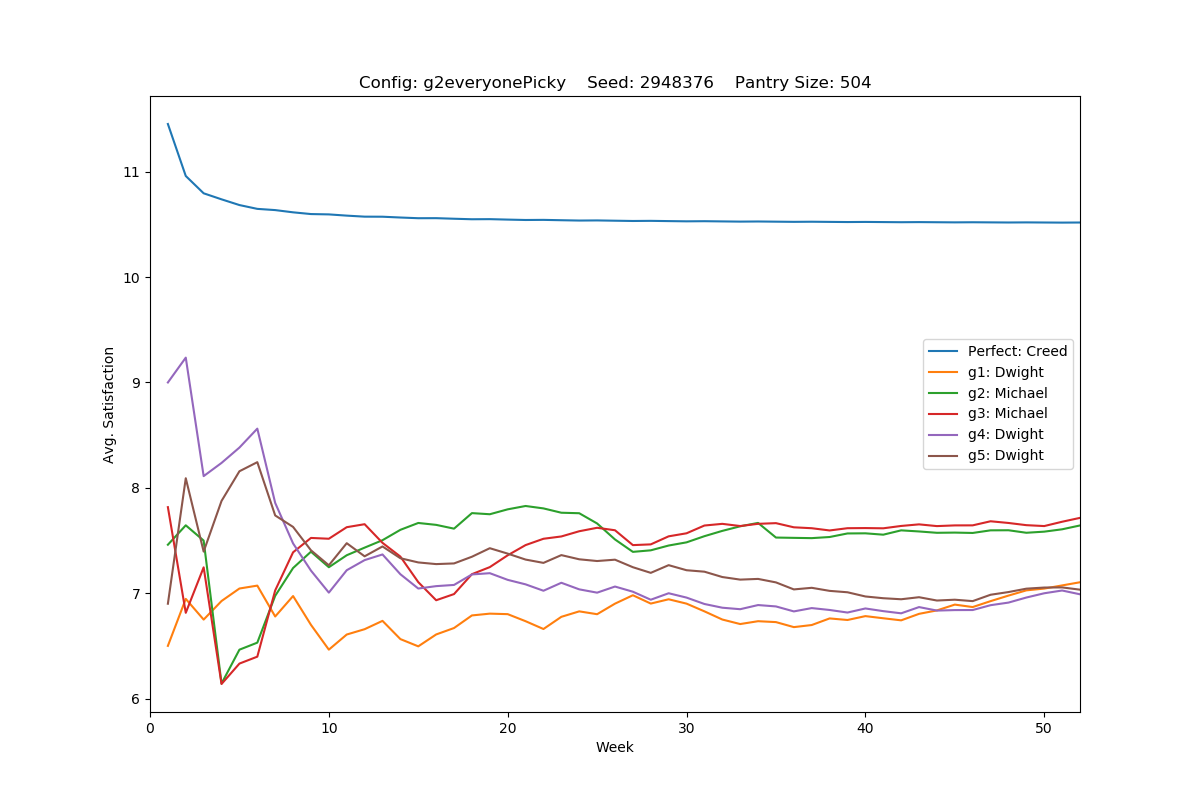 Config: g2everyonePicky    Seed: 2948376    Pantry Size: 504
Avg. Satisfaction
11
10
9
8
7
6
Perfect: Creed
g1: Dwight
g2: Michael
g3: Michael
g4: Dwight
g5: Dwight
0 10 20 30 40 50
Week